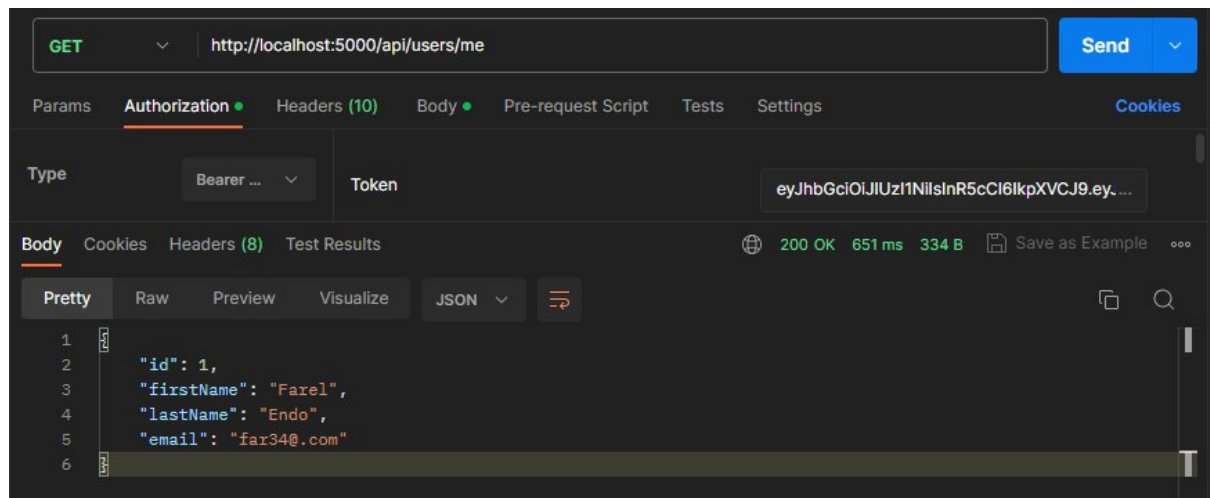 GET http://localhost:5000/api/users/me Send
Params Authorization Headers (10) Body Pre-request Script Tests Settings Cookies
Type Bearer ... Token eyJhbGciOiJIUzI1NiIsInR5cCI6IkpXVCJ9.ey. ...
Body Cookies Headers (8) Test Results 200 OK 651 ms 334 B Save as Example
Pretty Raw Preview Visualize JSON
1 {
2 "id": 1,
3 "firstName": "Farel",
4 "lastName": "Endo",
5 "email": "far34@.com"
6 }